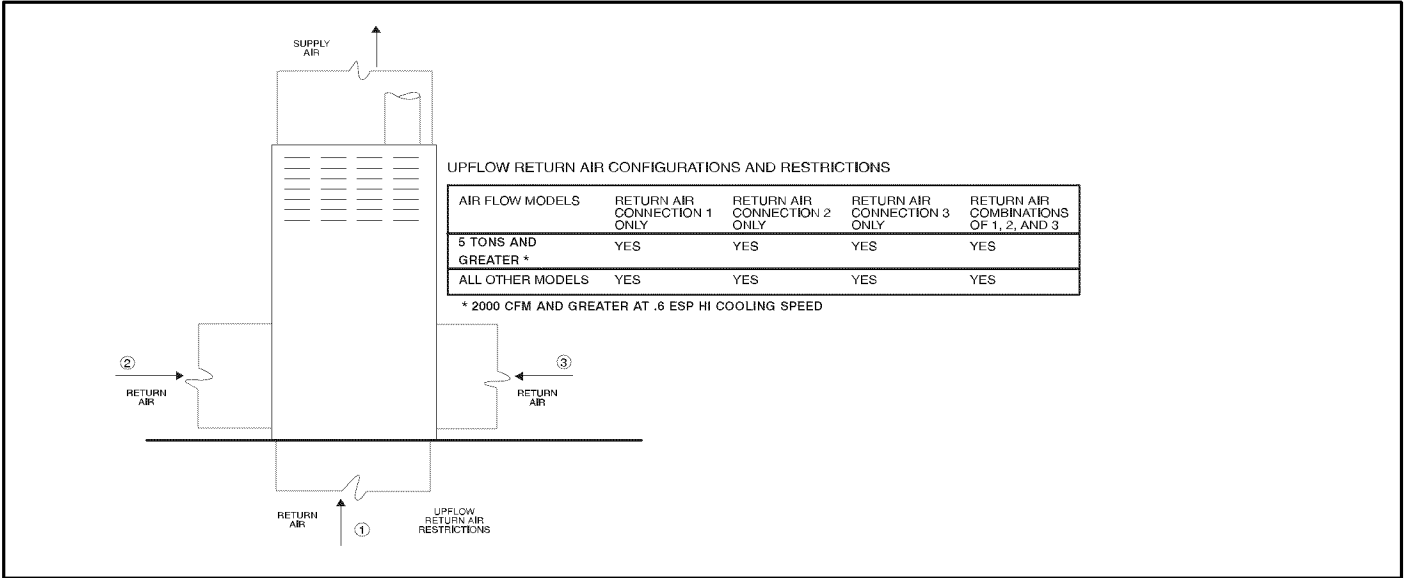 SUPPLY
AIR
UPFLOW RETURN AIR CONFIGURATIONS AND RESTRICTIONS
AIR FLOW MODELS RETURN AIR CONNECTION 1 ONLY RETURN AIR CONNECTION 2 ONLY RETURN AIR CONNECTION 3 ONLY RETURN AIR COMBINATIONS OF 1, 2, AND 3
5 TONS AND GREATER * YES YES YES YES
ALL OTHER MODELS YES YES YES YES
* 2000 CFM AND GREATER AT .6 ESP HI COOLING SPEED
②
RETURN
AIR
③
RETURN
AIR
RETURN
AIR
①
UPFLOW
RETURN AIR
RESTRICTIONS